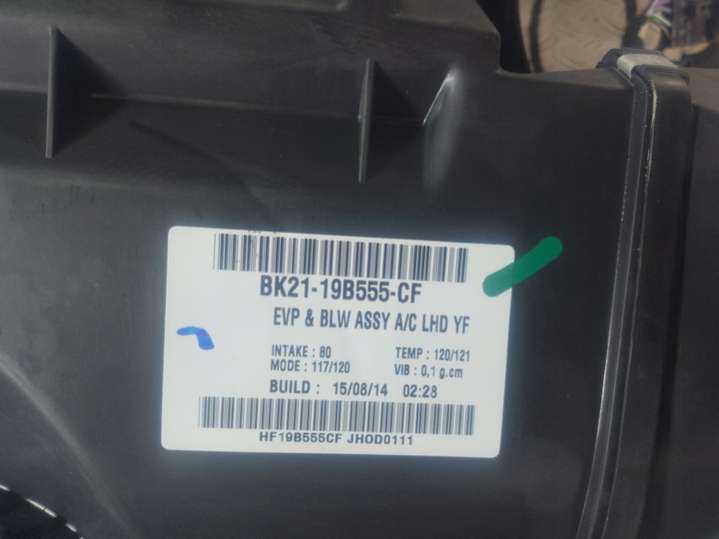 BK21-19B555-CF
EVP & BLW ASSY A/C LHD YF
INTAKE : 80 TEMP : 120/121
MODE : 117/120 VIB : 0,1 g.cm
BUILD : 15/08/14 02:28
HF19B555CF JHOD0111